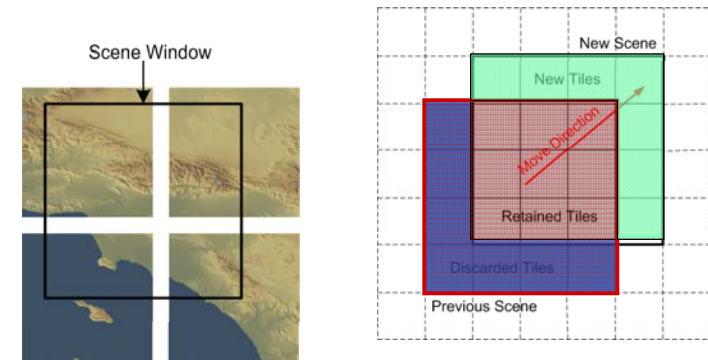 Scene Window
New Scene
New Tiles
Move Direction
Retained Tiles
Discarded Tiles
Previous Scene